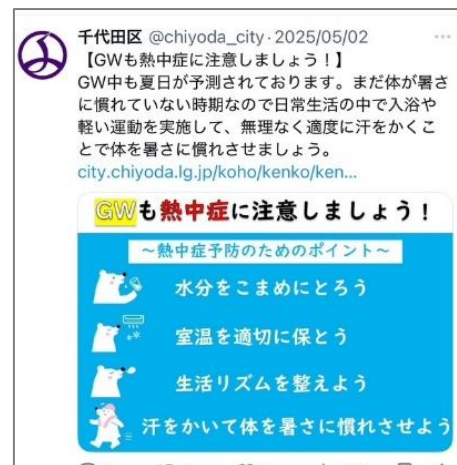 千代田区 @chiyoda_city · 2025/05/02
【GWも熱中症に注意しましょう!】
GW中も夏日が予測されております。まだ体が暑さ
に慣れていない時期なので日常生活の中で入浴や
軽い運動を実施して、無理なく適度に汗をかくこ
とで体を暑さに慣れさせましょう。
city.chiyoda.lg.jp/koho/kenko/ken...
GWも熱中症に注意しましょう!
~熱中症予防のためのポイント~
水分をこまめにとろう
室温を適切に保とう
生活リズムを整えよう
汗をかいて体を暑さに慣れさせよう